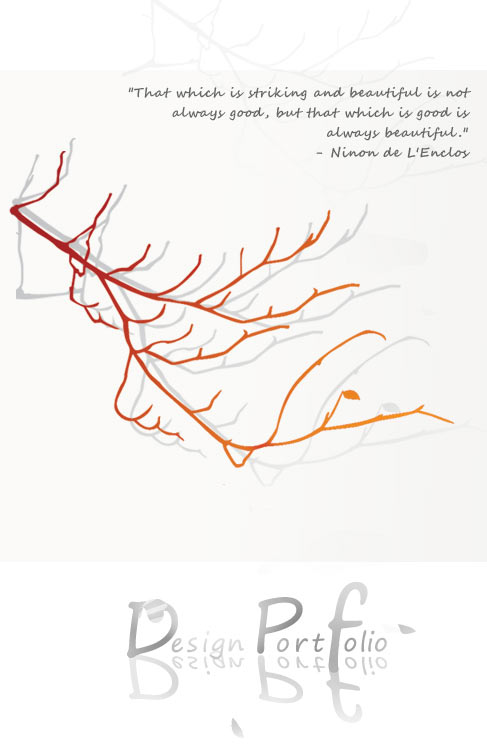 "That which is striking and beautiful is not
always good, but that which is good is
always beautiful."
- Ninon de L'Enclos
Design Portfolio